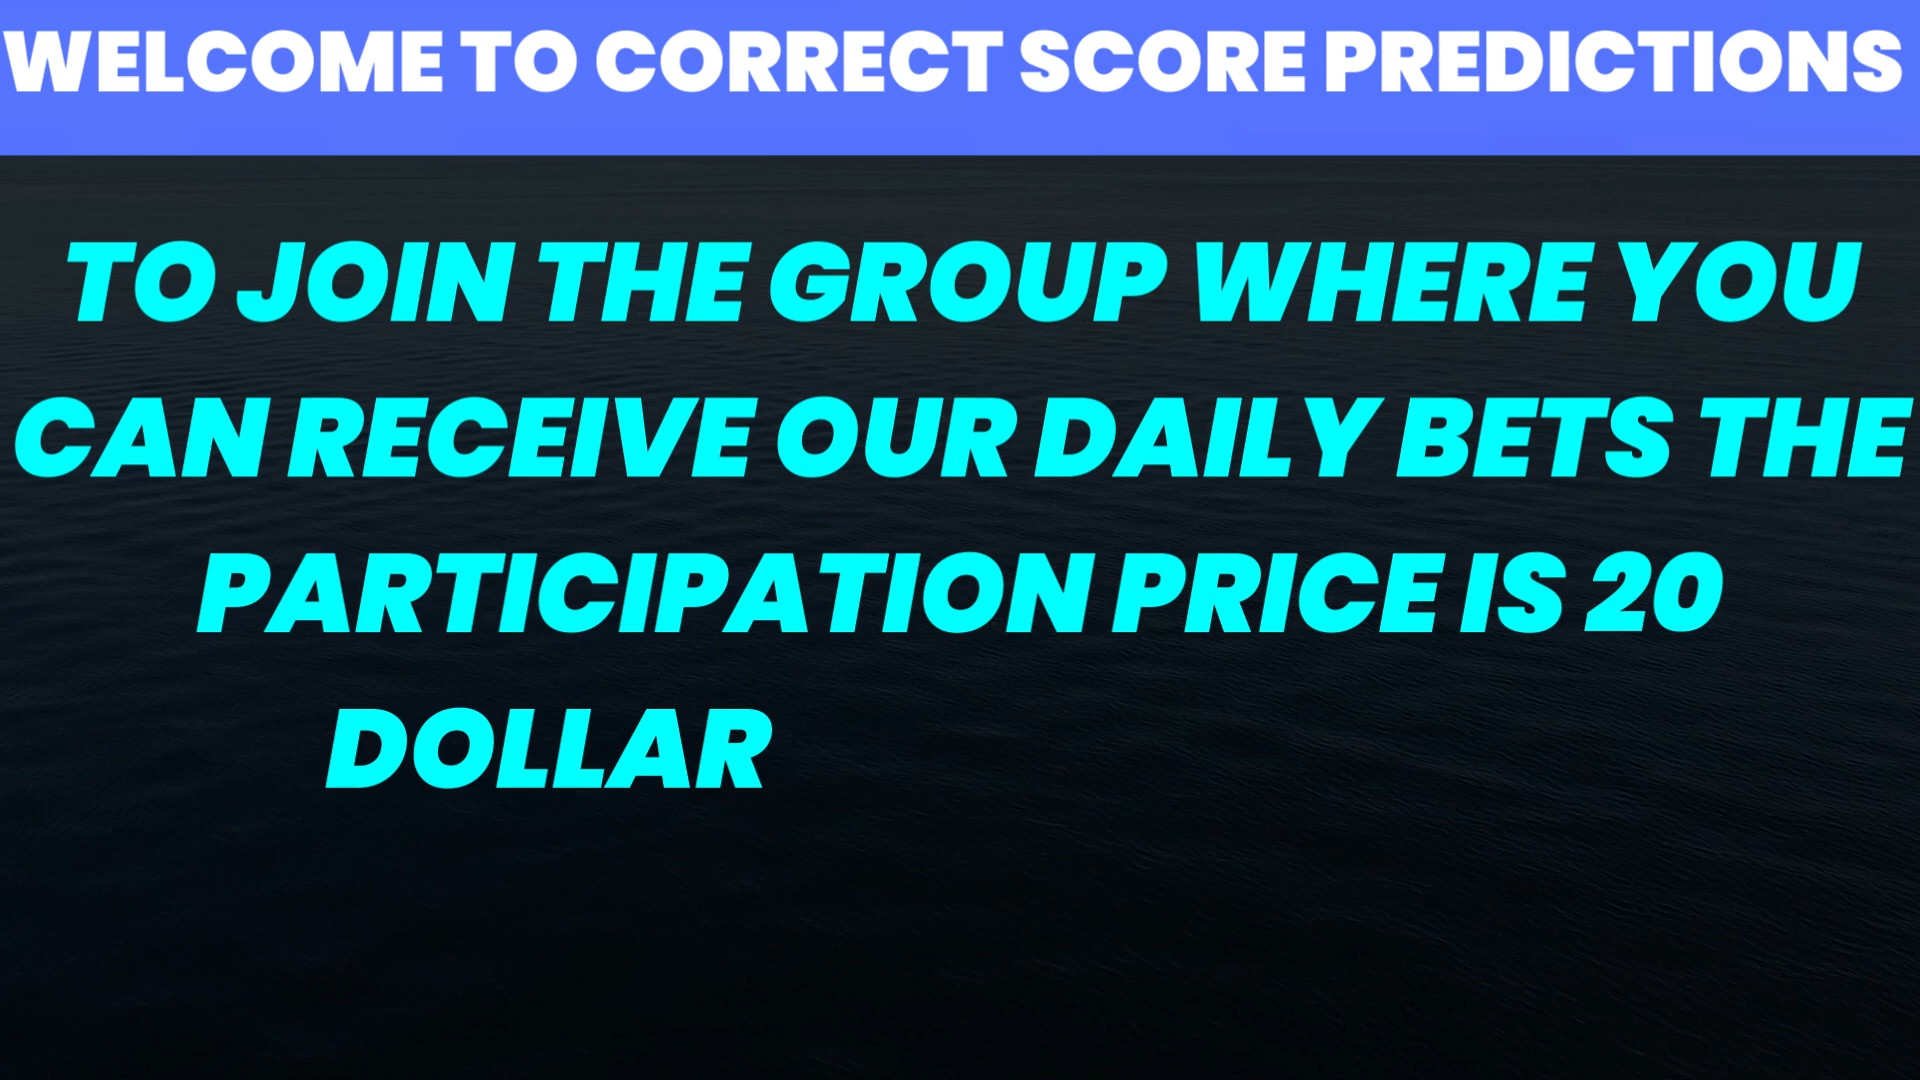 WELCOME TO CORRECT SCORE PREDICTIONS
TO JOIN THE GROUP WHERE YOU
CAN RECEIVE OUR DAILY BETS THE
PARTICIPATION PRICE IS 20
DOLLAR